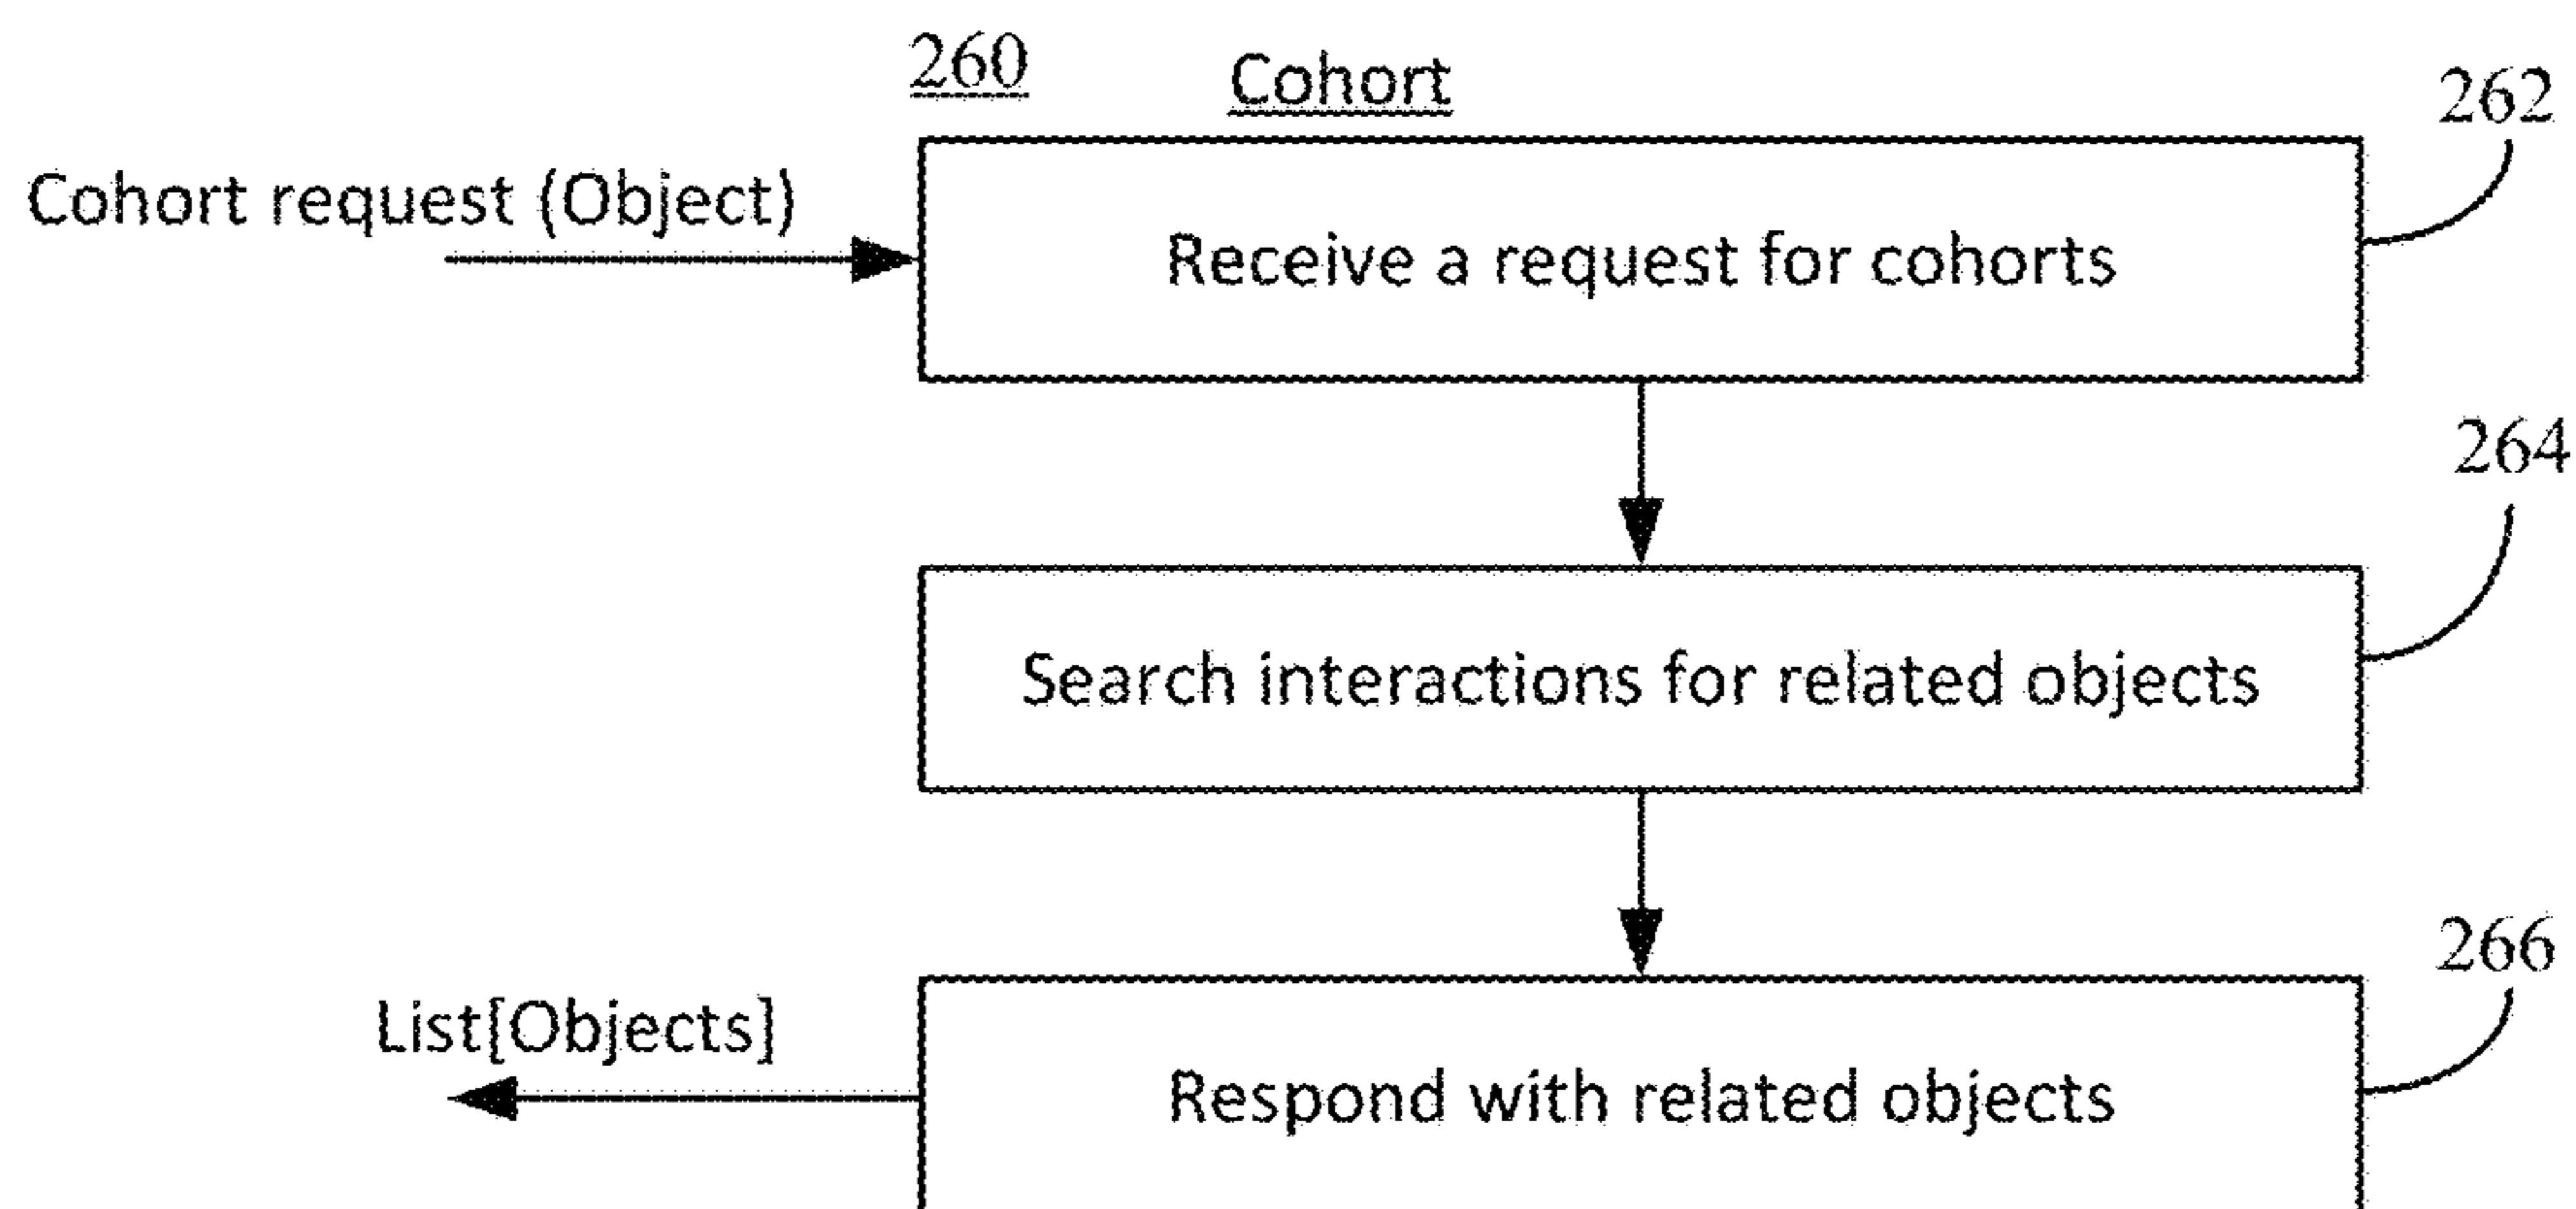 260 Cohort
262
Cohort request (Object)
Receive a request for cohorts
264
Search interactions for related objects
266
List[Objects]
Respond with related objects